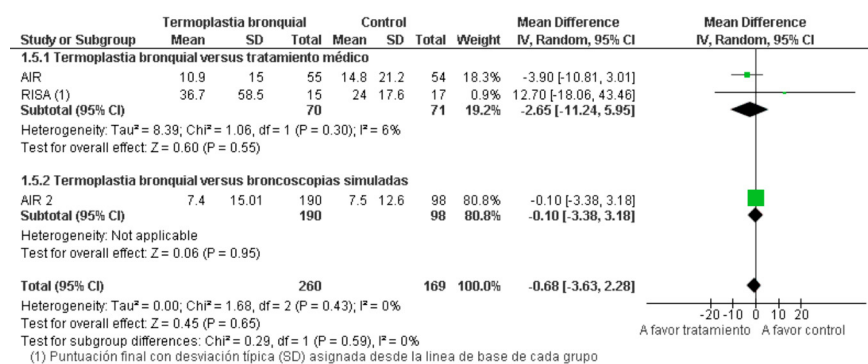 Termoplastia bronquial Control Mean Difference Mean Difference
Study or Subgroup Mean SD Total Mean SD Total Weight IV, Random, 95% CI IV, Random, 95% CI
1.5.1 Termoplastia bronquial versus tratamiento médico
AIR 10.9 15 55 14.8 21.2 54 18.3% -3.90 [-10.81, 3.01]
RISA (1) 36.7 58.5 15 24 17.6 17 0.9% 12.70 [-18.06, 43.46]
Subtotal (95% CI) 70 71 19.2% -2.65 [-11.24, 5.95]
Heterogeneity: Tau² = 8.39; Chi² = 1.06, df = 1 (P = 0.30); I² = 6%
Test for overall effect: Z = 0.60 (P = 0.55)
1.5.2 Termoplastia bronquial versus broncoscopias simuladas
AIR 2 7.4 15.01 190 7.5 12.6 98 80.8% -0.10 [-3.38, 3.18]
Subtotal (95% CI) 190 98 80.8% -0.10 [-3.38, 3.18]
Heterogeneity: Not applicable
Test for overall effect: Z = 0.06 (P = 0.95)
Total (95% CI) 260 169 100.0% -0.68 [-3.63, 2.28]
Heterogeneity: Tau² = 0.00; Chi² = 1.68, df = 2 (P = 0.43); I² = 0%
Test for overall effect: Z = 0.45 (P = 0.65)
Test for subgroup differences: Chi² = 0.29, df = 1 (P = 0.59), I² = 0%
(1) Puntuación final con desviación típica (SD) asignada desde la linea de base de cada grupo
-20 -10 0 10 20
A favor tratamiento A favor control